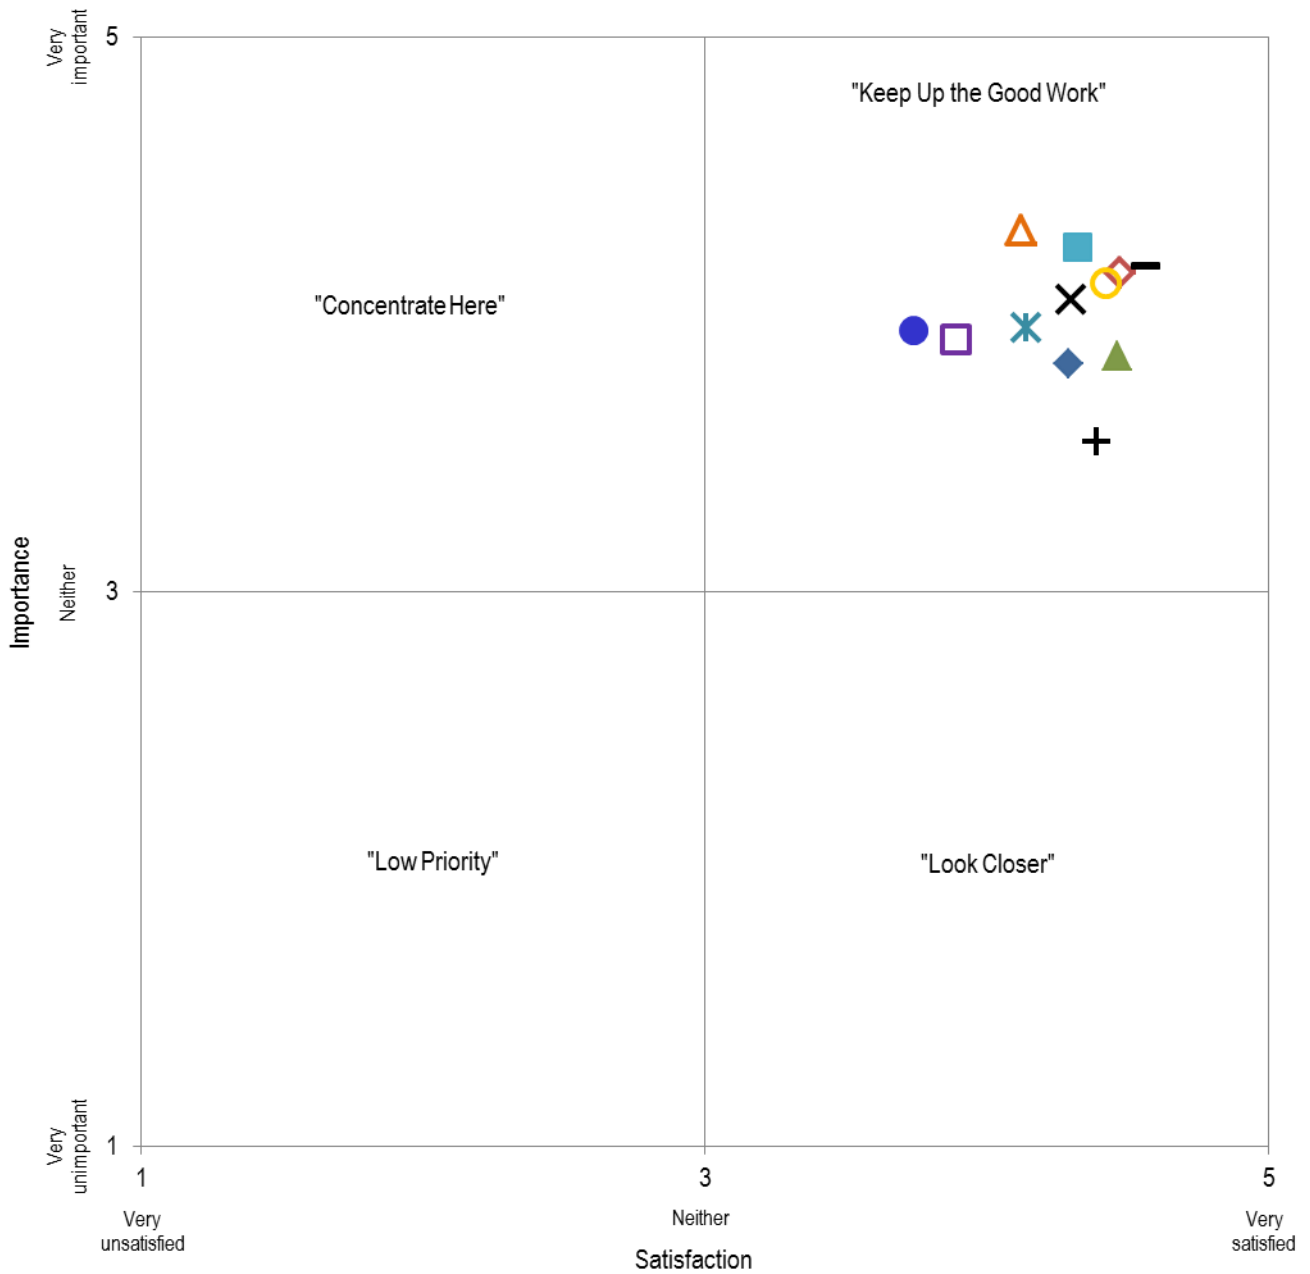 Very
important
5
"Keep Up the Good Work"
"Concentrate Here"
Importance
Neither
3
"Low Priority"
"Look Closer"
Very
unimportant
1
1
3
5
Very
unsatisfied
Neither
Very
satisfied
Satisfaction